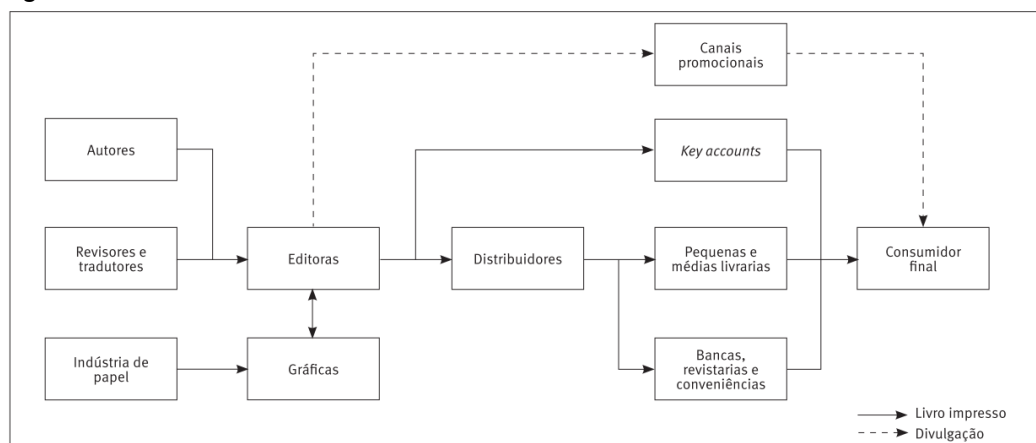 Canais
promocionais
Autores
Key accounts
Revisores e
tradutores
Editoras
Distribuidores
Pequenas e
médias livrarias
Consumidor
final
Indústria de
papel
Gráficas
Bancas,
revistarias e
conveniências
Livro impresso
Divulgação